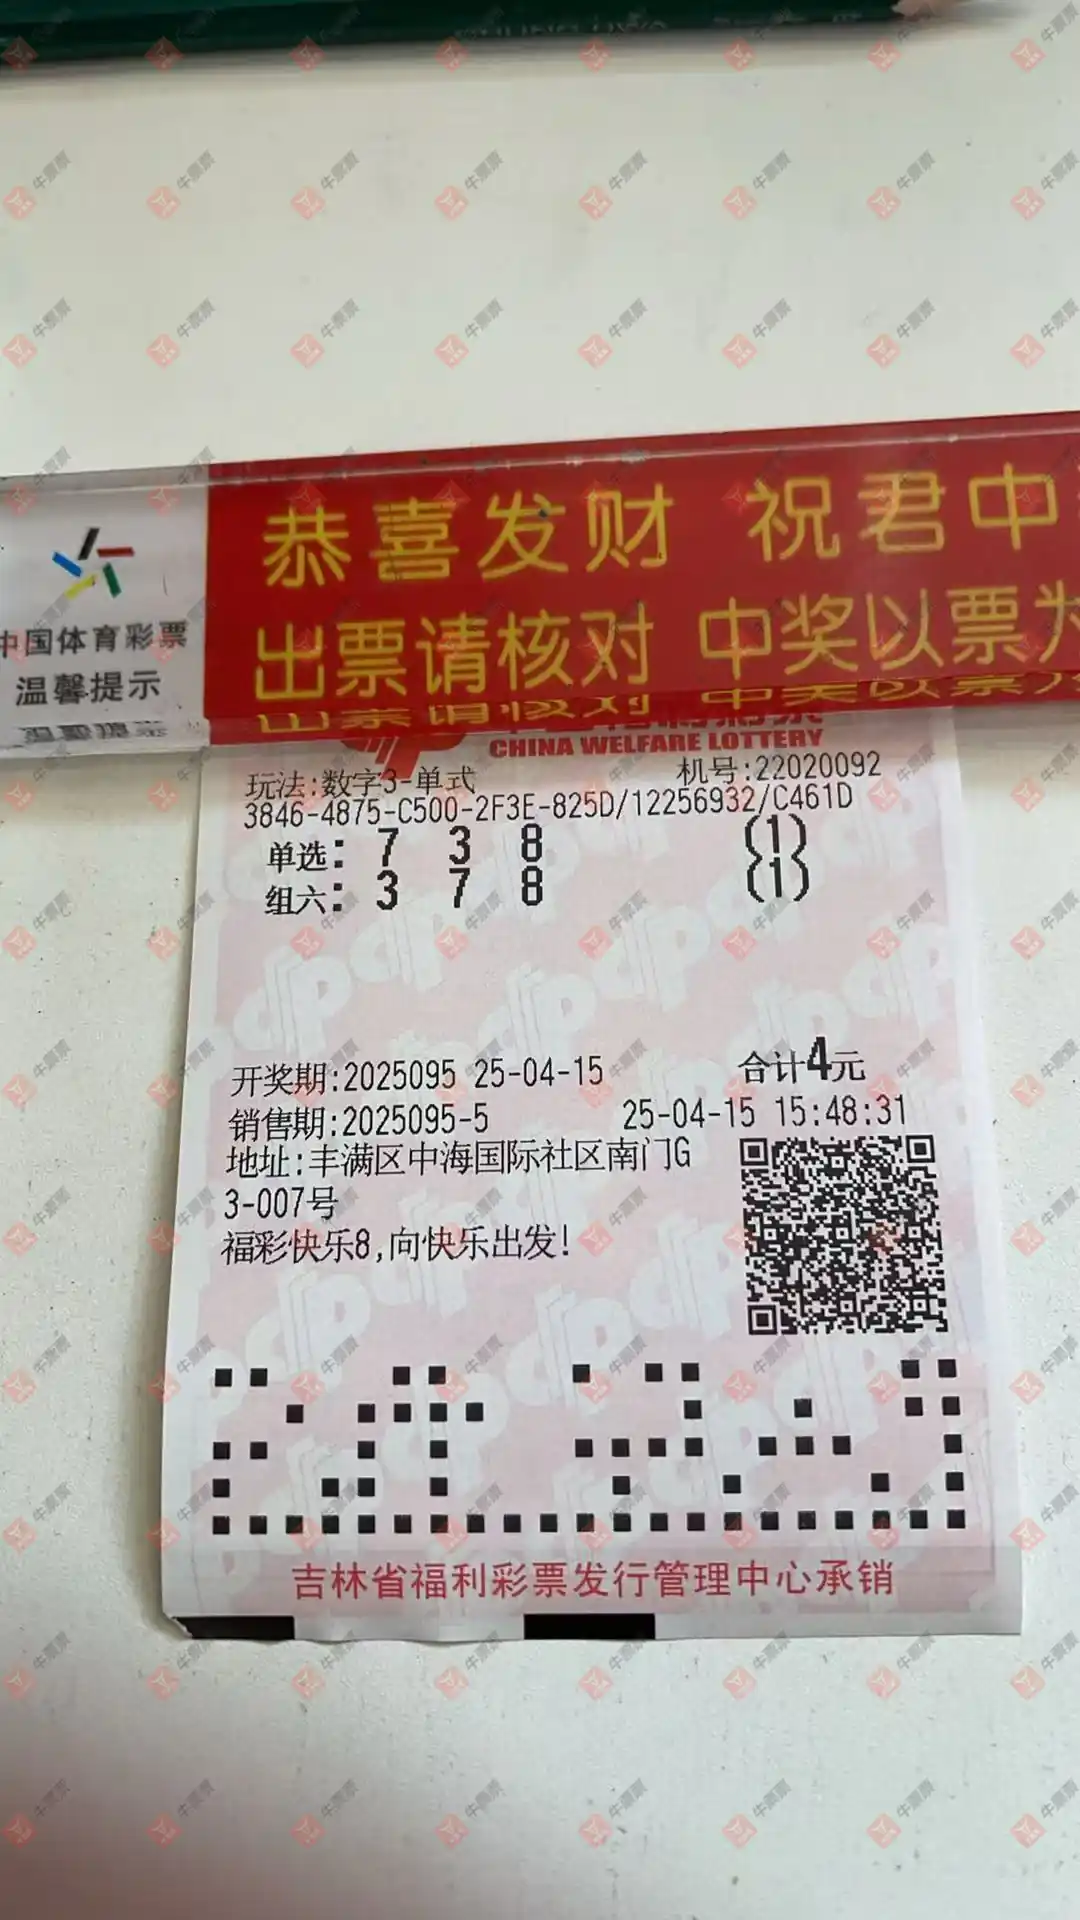 恭喜发财 祝君中
中国体育彩票
出票请核对 中奖以票为
温馨提示
CHINA WELFARE LOTTERY
玩法:数字3-单式 机号:22020092
3846-4875-C500-2F3E-825D/12256932/C461D
单选: 7 3 8 (1)
组六: 3 7 8 (1)
开奖期:2025095 25-04-15 合计4元
销售期:2025095-5 25-04-15 15:48:31
地址:丰满区中海国际社区南门G
3-007号
福彩快乐8,向快乐出发!
吉林省福利彩票发行管理中心承销
牛票票